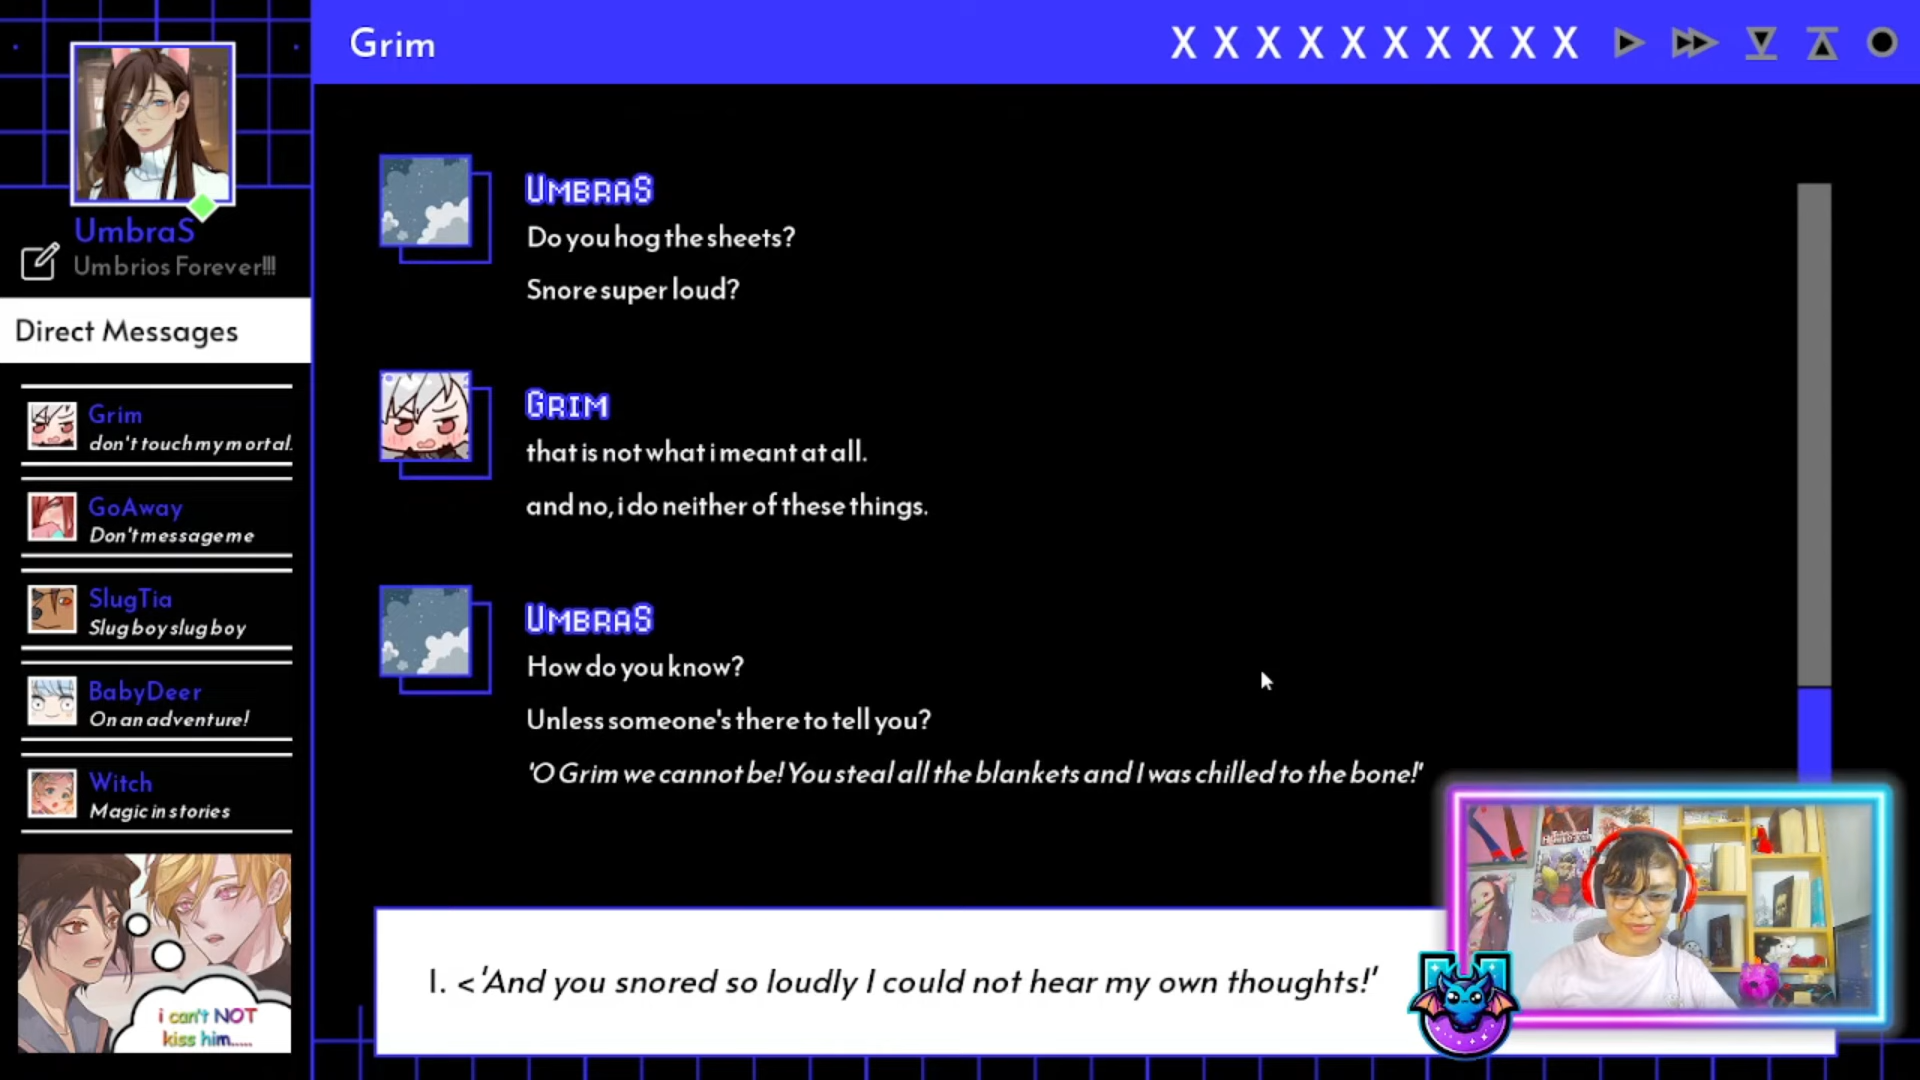 Grim
X X X X X X X X X X
UmbraS
Umbrios Forever!!!
Direct Messages
Grim
don't touch my mortal.
GoAway
Don't message me
SlugTia
Slug boy slug boy
BabyDeer
On an adventure!
Witch
Magic in stories
i can't NOT
kiss him.....
UmbraS
Do you hog the sheets?
Snore super loud?
Grim
that is not what i meant at all.
and no, i do neither of these things.
UmbraS
How do you know?
Unless someone's there to tell you?
'O Grim we cannot be! You steal all the blankets and I was chilled to the bone!'
1. <'And you snored so loudly I could not hear my own thoughts!'